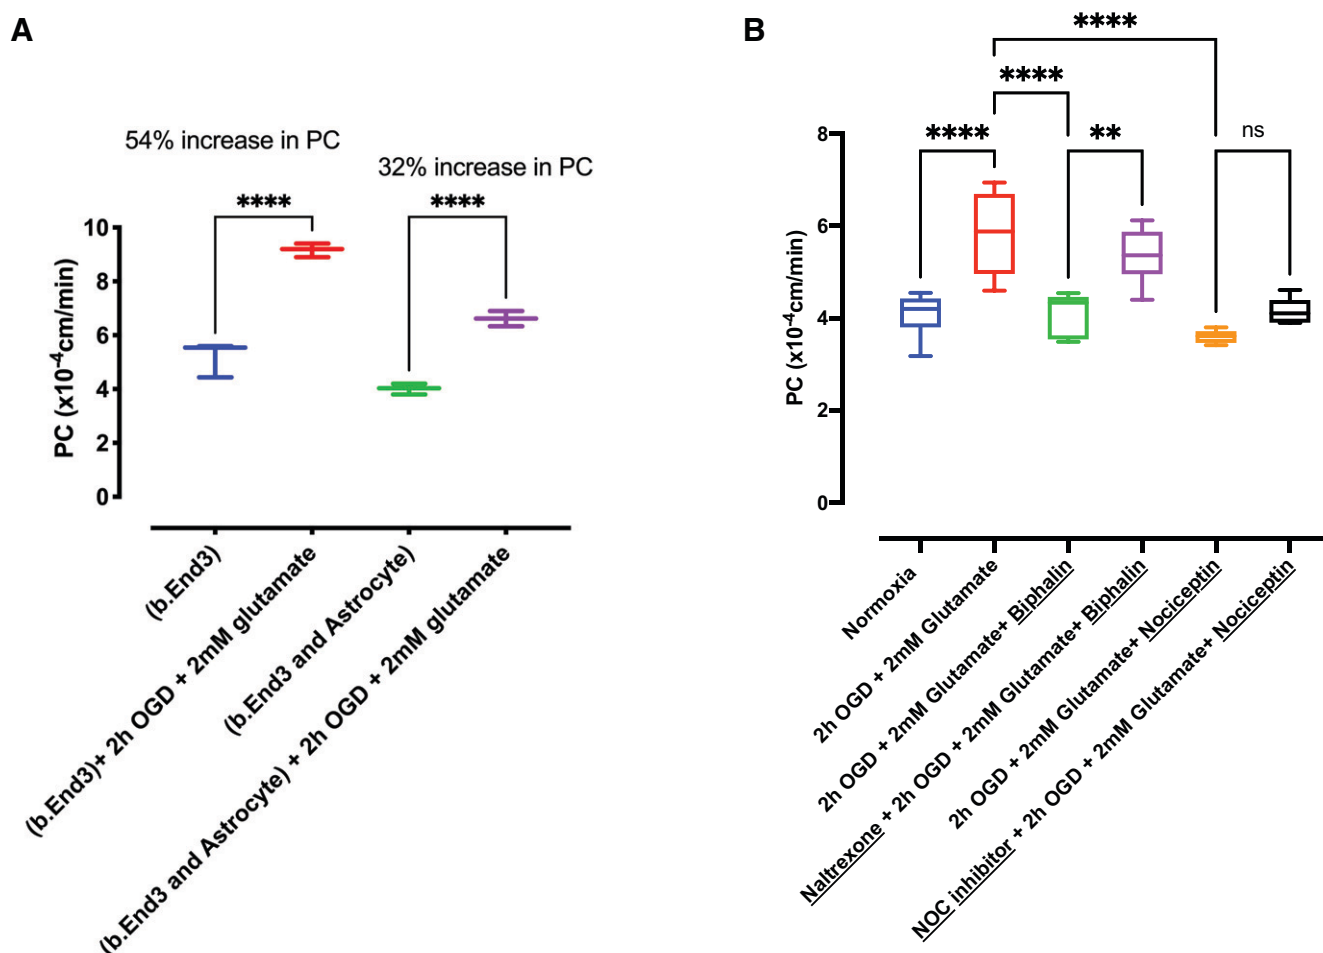 A
54% increase in PC
32% increase in PC
****
****
PC (x10-4cm/min)
10
8
6
4
2
0
(b.End3)
(b.End3)+ 2h OGD + 2mM glutamate
(b.End3 and Astrocyte)
(b.End3 and Astrocyte) + 2h OGD + 2mM glutamate
B
****
****
****
**
ns
PC (x10-4cm/min)
8
6
4
2
0
Normoxia
2h OGD + 2mM Glutamate
2h OGD + 2mM Glutamate+ Biphalin
Naltrexone + 2h OGD + 2mM Glutamate+ Biphalin
2h OGD + 2mM Glutamate+ Nociceptin
NOC inhibitor + 2h OGD + 2mM Glutamate+ Nociceptin